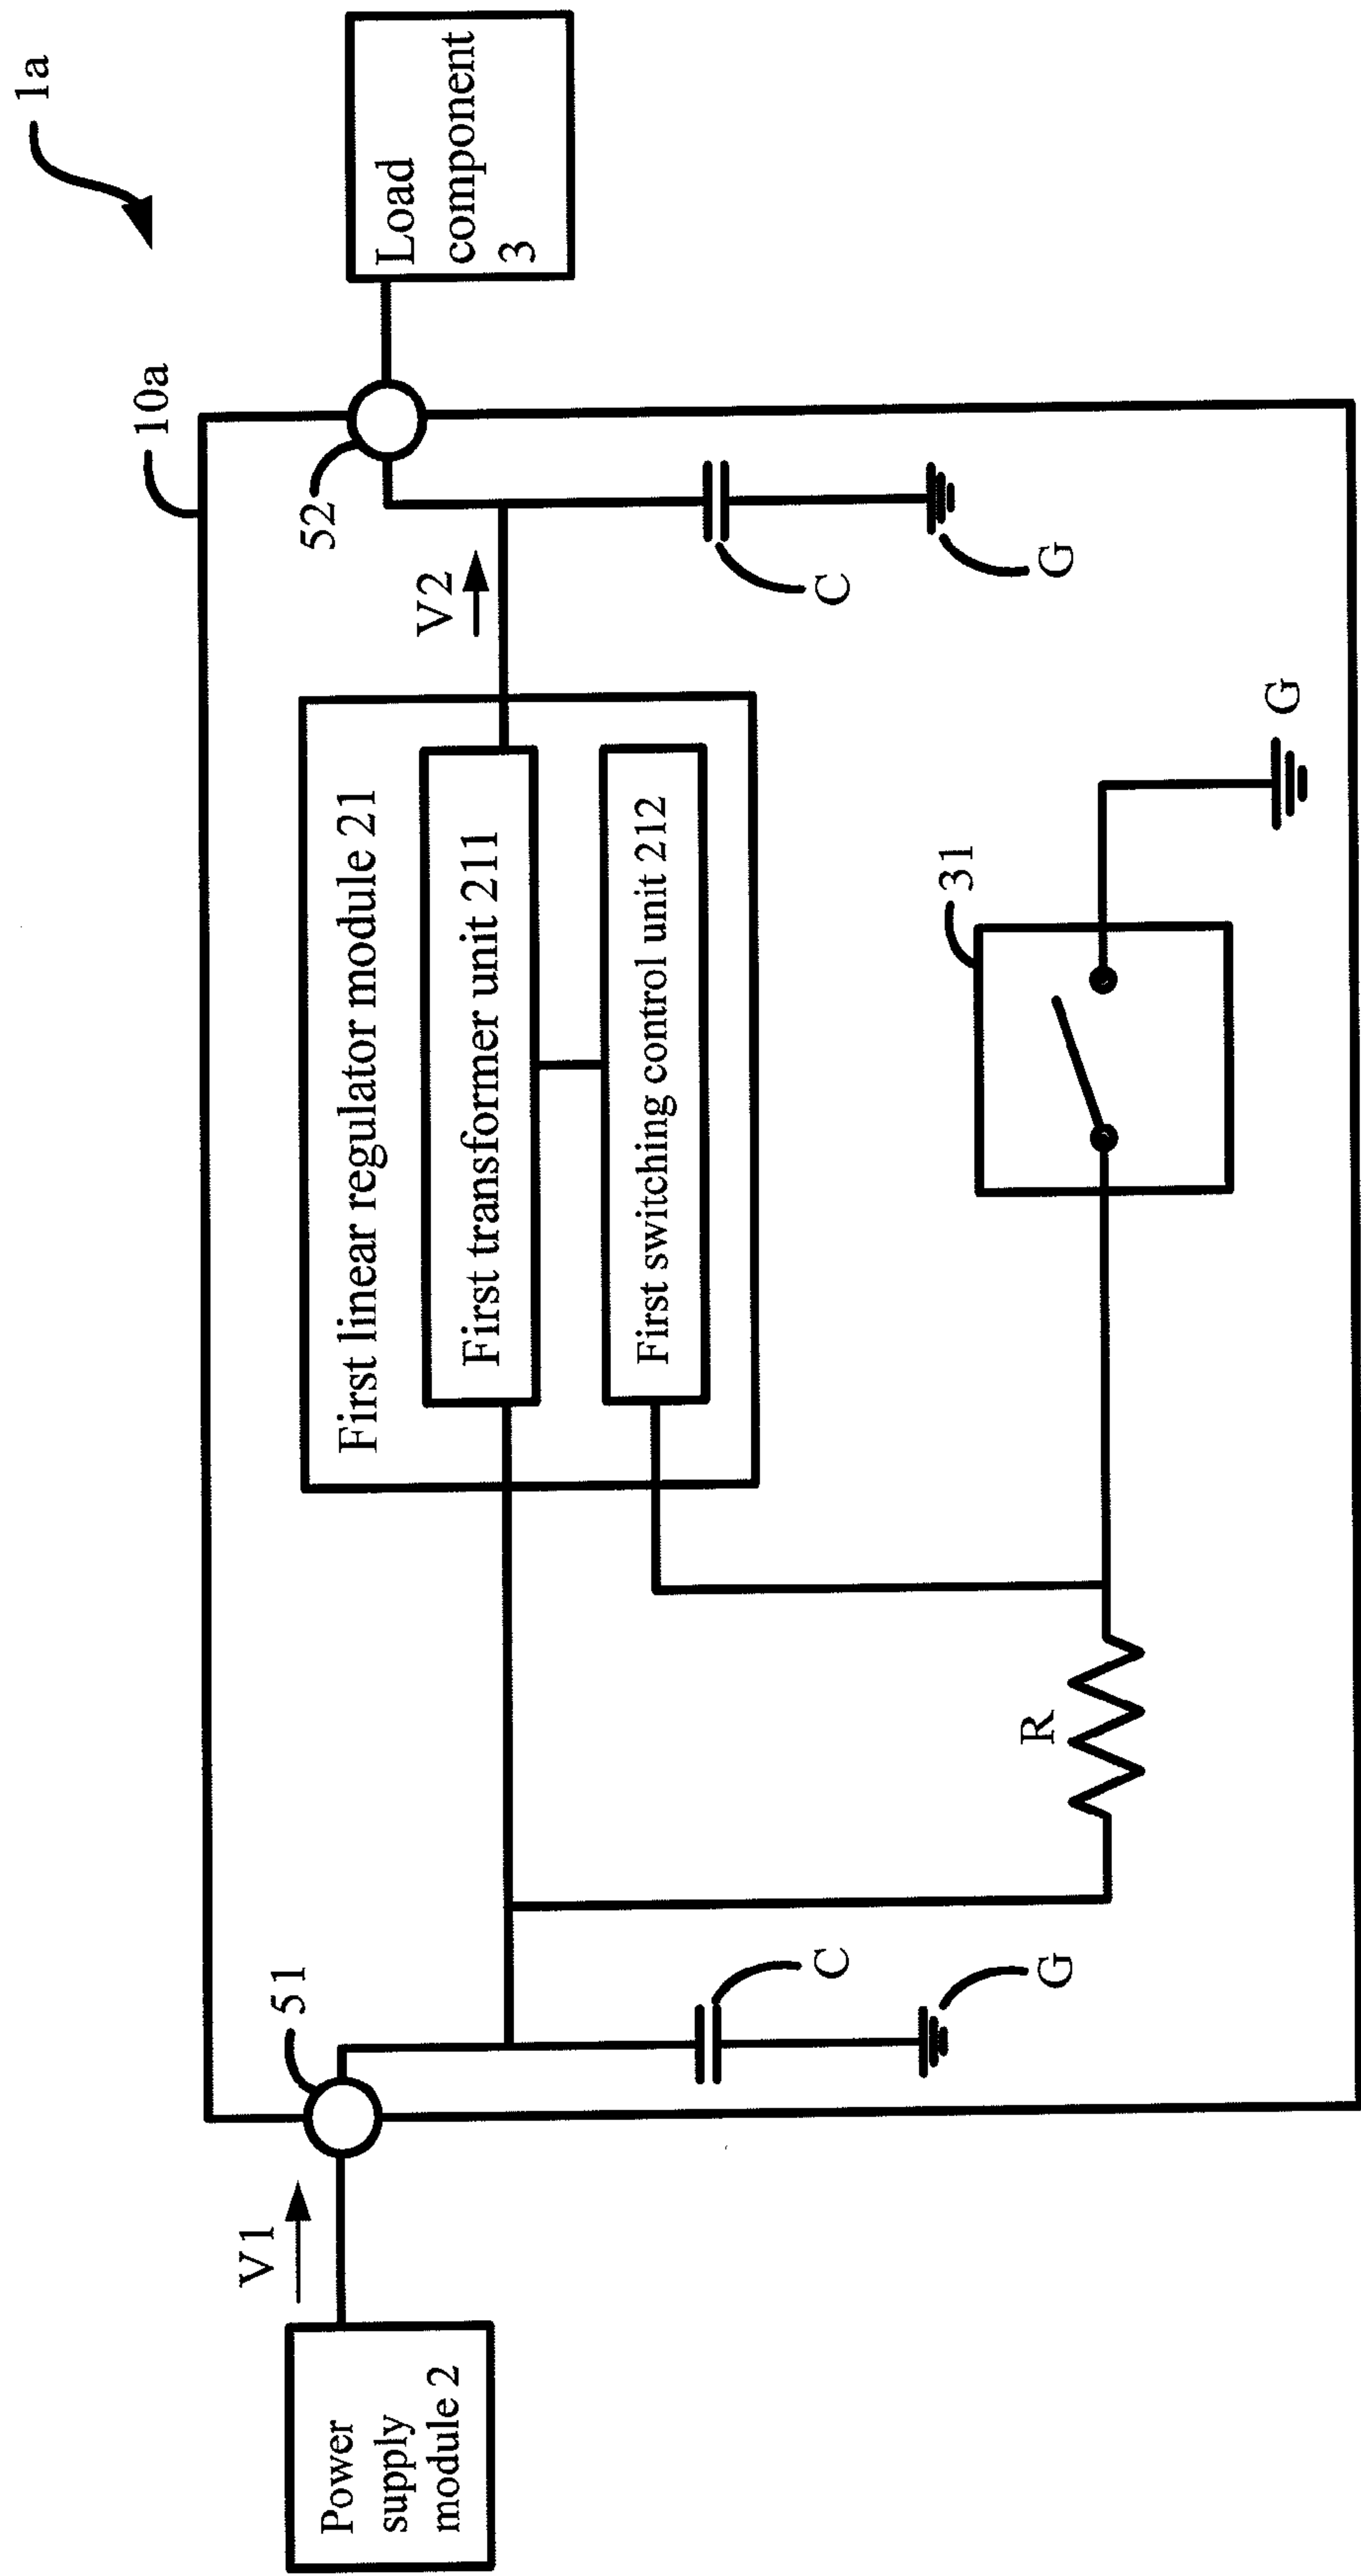 1a
10a
Power
supply
module 2
V1
51
C
G
R
First linear regulator module 21
First transformer unit 211
First switching control unit 212
31
G
V2
52
C
G
Load
component
3